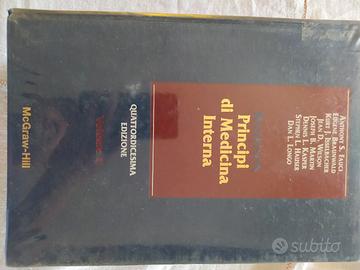 ANTHONY S. FAUCI
EUGENE BRAUNWALD
KURT J. ISSELBACHER
JEAN D. WILSON
JOSEPH B. MARTIN
DENNIS L. KASPER
STEPHEN L. HAUSER
DAN L. LONGO
Principi
di Medicina
Interna
QUATTORDICESIMA
EDIZIONE
McGraw-Hill
subito